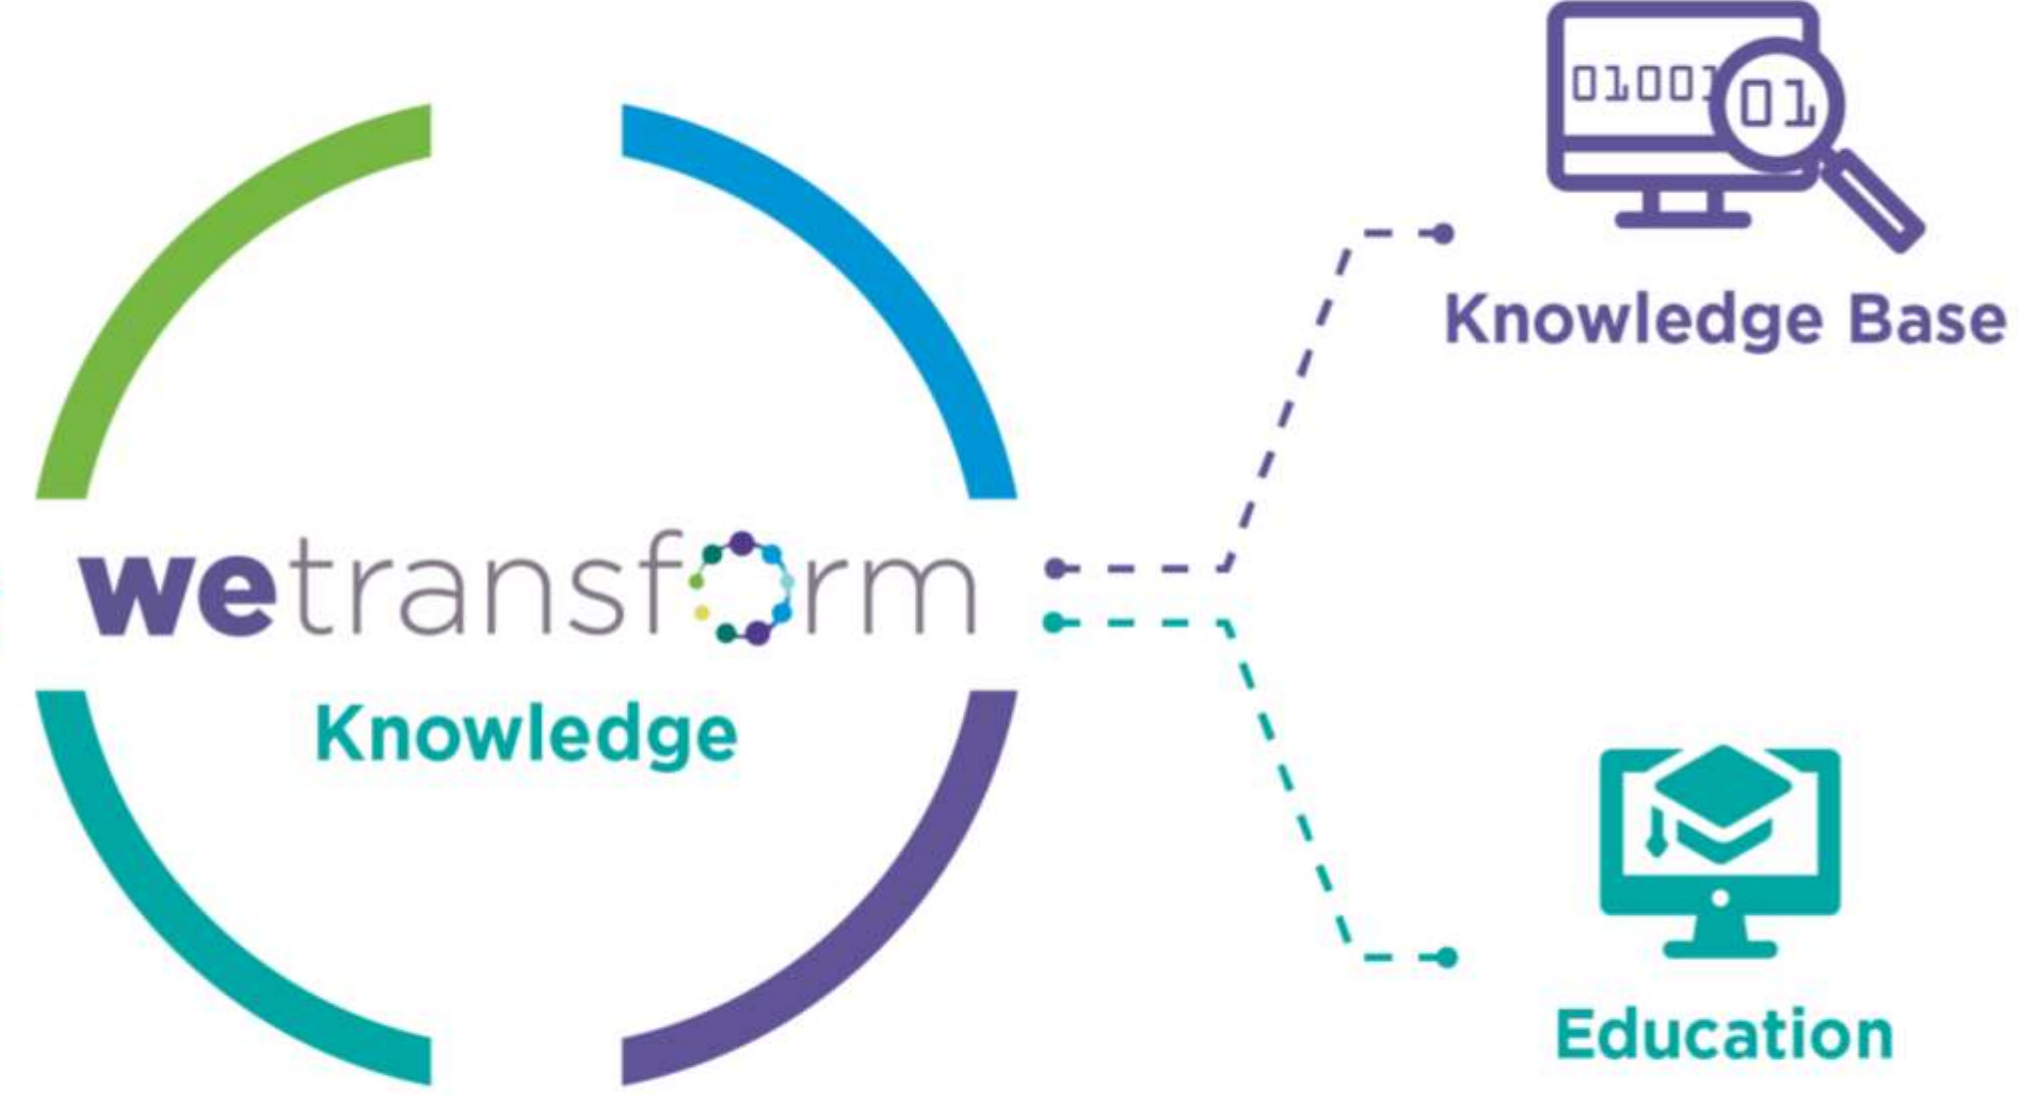 01001
01
Knowledge Base
wetransform
Knowledge
Education